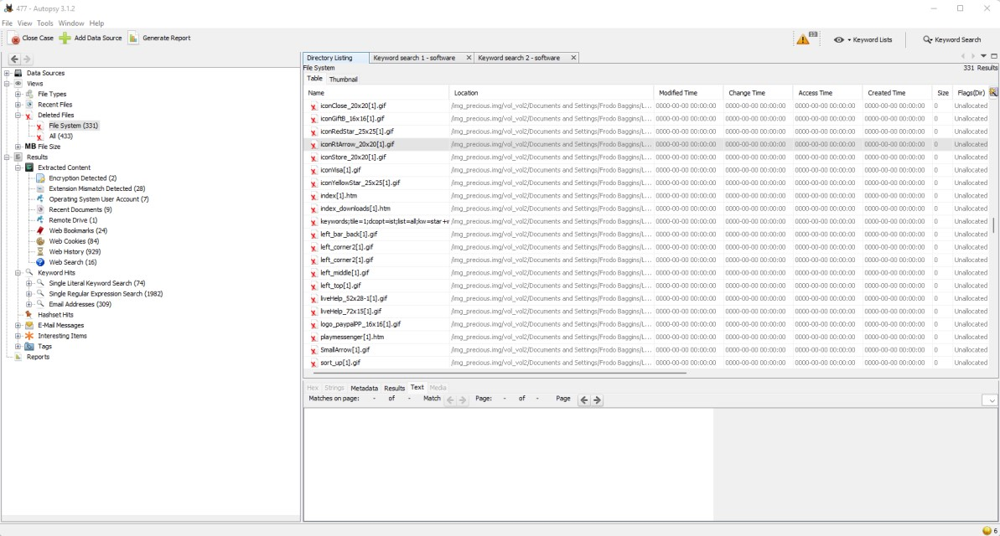 477 - Autopsy 3.1.2
File View Tools Window Help
Close Case Add Data Source Generate Report Keyword Lists Keyword Search
Data Sources
Views
File Types
Recent Files
Deleted Files
File System (331)
All (433)
MB File Size
Results
Extracted Content
Encryption Detected (2)
Extension Mismatch Detected (28)
Operating System User Account (7)
Recent Documents (9)
Remote Drive (1)
Web Bookmarks (24)
Web Cookies (84)
Web History (929)
Web Search (16)
Keyword Hits
Single Literal Keyword Search (74)
Single Regular Expression Search (1982)
Email Addresses (309)
Hashset Hits
E-Mail Messages
Interesting Items
Tags
Reports
Directory Listing Keyword search 1 - software Keyword search 2 - software
File System 331 Results
Table Thumbnail
Name Location Modified Time Change Time Access Time Created Time Size Flags(Dir)
iconClose_20x20[1].gif /img_precious.img/vol_vol2/Documents and Settings/Frodo Baggins/L... 0000-00-00 00:00:00 0000-00-00 00:00:00 0000-00-00 00:00:00 0000-00-00 00:00:00 0 Unallocated
iconGiftB_16x16[1].gif /img_precious.img/vol_vol2/Documents and Settings/Frodo Baggins/L... 0000-00-00 00:00:00 0000-00-00 00:00:00 0000-00-00 00:00:00 0000-00-00 00:00:00 0 Unallocated
iconRedStar_25x25[1].gif /img_precious.img/vol_vol2/Documents and Settings/Frodo Baggins/L... 0000-00-00 00:00:00 0000-00-00 00:00:00 0000-00-00 00:00:00 0000-00-00 00:00:00 0 Unallocated
iconRtArrow_20x20[1].gif /img_precious.img/vol_vol2/Documents and Settings/Frodo Baggins/L... 0000-00-00 00:00:00 0000-00-00 00:00:00 0000-00-00 00:00:00 0000-00-00 00:00:00 0 Unallocated
iconStore_20x20[1].gif /img_precious.img/vol_vol2/Documents and Settings/Frodo Baggins/L... 0000-00-00 00:00:00 0000-00-00 00:00:00 0000-00-00 00:00:00 0000-00-00 00:00:00 0 Unallocated
iconVisa[1].gif /img_precious.img/vol_vol2/Documents and Settings/Frodo Baggins/L... 0000-00-00 00:00:00 0000-00-00 00:00:00 0000-00-00 00:00:00 0000-00-00 00:00:00 0 Unallocated
iconYellowStar_25x25[1].gif /img_precious.img/vol_vol2/Documents and Settings/Frodo Baggins/L... 0000-00-00 00:00:00 0000-00-00 00:00:00 0000-00-00 00:00:00 0000-00-00 00:00:00 0 Unallocated
index[1].htm /img_precious.img/vol_vol2/Documents and Settings/Frodo Baggins/L... 0000-00-00 00:00:00 0000-00-00 00:00:00 0000-00-00 00:00:00 0000-00-00 00:00:00 0 Unallocated
index_downloads[1].htm /img_precious.img/vol_vol2/Documents and Settings/Frodo Baggins/L... 0000-00-00 00:00:00 0000-00-00 00:00:00 0000-00-00 00:00:00 0000-00-00 00:00:00 0 Unallocated
keywords;tile=1;dcopt=ist;list=all;kw=star+v /img_precious.img/vol_vol2/Documents and Settings/Frodo Baggins/L... 0000-00-00 00:00:00 0000-00-00 00:00:00 0000-00-00 00:00:00 0000-00-00 00:00:00 0 Unallocated
left_bar_back[1].gif /img_precious.img/vol_vol2/Documents and Settings/Frodo Baggins/L... 0000-00-00 00:00:00 0000-00-00 00:00:00 0000-00-00 00:00:00 0000-00-00 00:00:00 0 Unallocated
left_corner2[1].gif /img_precious.img/vol_vol2/Documents and Settings/Frodo Baggins/L... 0000-00-00 00:00:00 0000-00-00 00:00:00 0000-00-00 00:00:00 0000-00-00 00:00:00 0 Unallocated
left_corner2[1].gif /img_precious.img/vol_vol2/Documents and Settings/Frodo Baggins/L... 0000-00-00 00:00:00 0000-00-00 00:00:00 0000-00-00 00:00:00 0000-00-00 00:00:00 0 Unallocated
left_middle[1].gif /img_precious.img/vol_vol2/Documents and Settings/Frodo Baggins/L... 0000-00-00 00:00:00 0000-00-00 00:00:00 0000-00-00 00:00:00 0000-00-00 00:00:00 0 Unallocated
left_top[1].gif /img_precious.img/vol_vol2/Documents and Settings/Frodo Baggins/L... 0000-00-00 00:00:00 0000-00-00 00:00:00 0000-00-00 00:00:00 0000-00-00 00:00:00 0 Unallocated
liveHelp_52x28-1[1].gif /img_precious.img/vol_vol2/Documents and Settings/Frodo Baggins/L... 0000-00-00 00:00:00 0000-00-00 00:00:00 0000-00-00 00:00:00 0000-00-00 00:00:00 0 Unallocated
liveHelp_72x15[1].gif /img_precious.img/vol_vol2/Documents and Settings/Frodo Baggins/L... 0000-00-00 00:00:00 0000-00-00 00:00:00 0000-00-00 00:00:00 0000-00-00 00:00:00 0 Unallocated
logo_paypalPP_16x16[1].gif /img_precious.img/vol_vol2/Documents and Settings/Frodo Baggins/L... 0000-00-00 00:00:00 0000-00-00 00:00:00 0000-00-00 00:00:00 0000-00-00 00:00:00 0 Unallocated
playmessenger[1].htm /img_precious.img/vol_vol2/Documents and Settings/Frodo Baggins/L... 0000-00-00 00:00:00 0000-00-00 00:00:00 0000-00-00 00:00:00 0000-00-00 00:00:00 0 Unallocated
SmallArrow[1].gif /img_precious.img/vol_vol2/Documents and Settings/Frodo Baggins/L... 0000-00-00 00:00:00 0000-00-00 00:00:00 0000-00-00 00:00:00 0000-00-00 00:00:00 0 Unallocated
sort_up[1].gif /img_precious.img/vol_vol2/Documents and Settings/Frodo Baggins/L... 0000-00-00 00:00:00 0000-00-00 00:00:00 0000-00-00 00:00:00 0000-00-00 00:00:00 0 Unallocated
Hex Strings Metadata Results Text Media
Matches on page: - of - Match Page: - of - Page
6